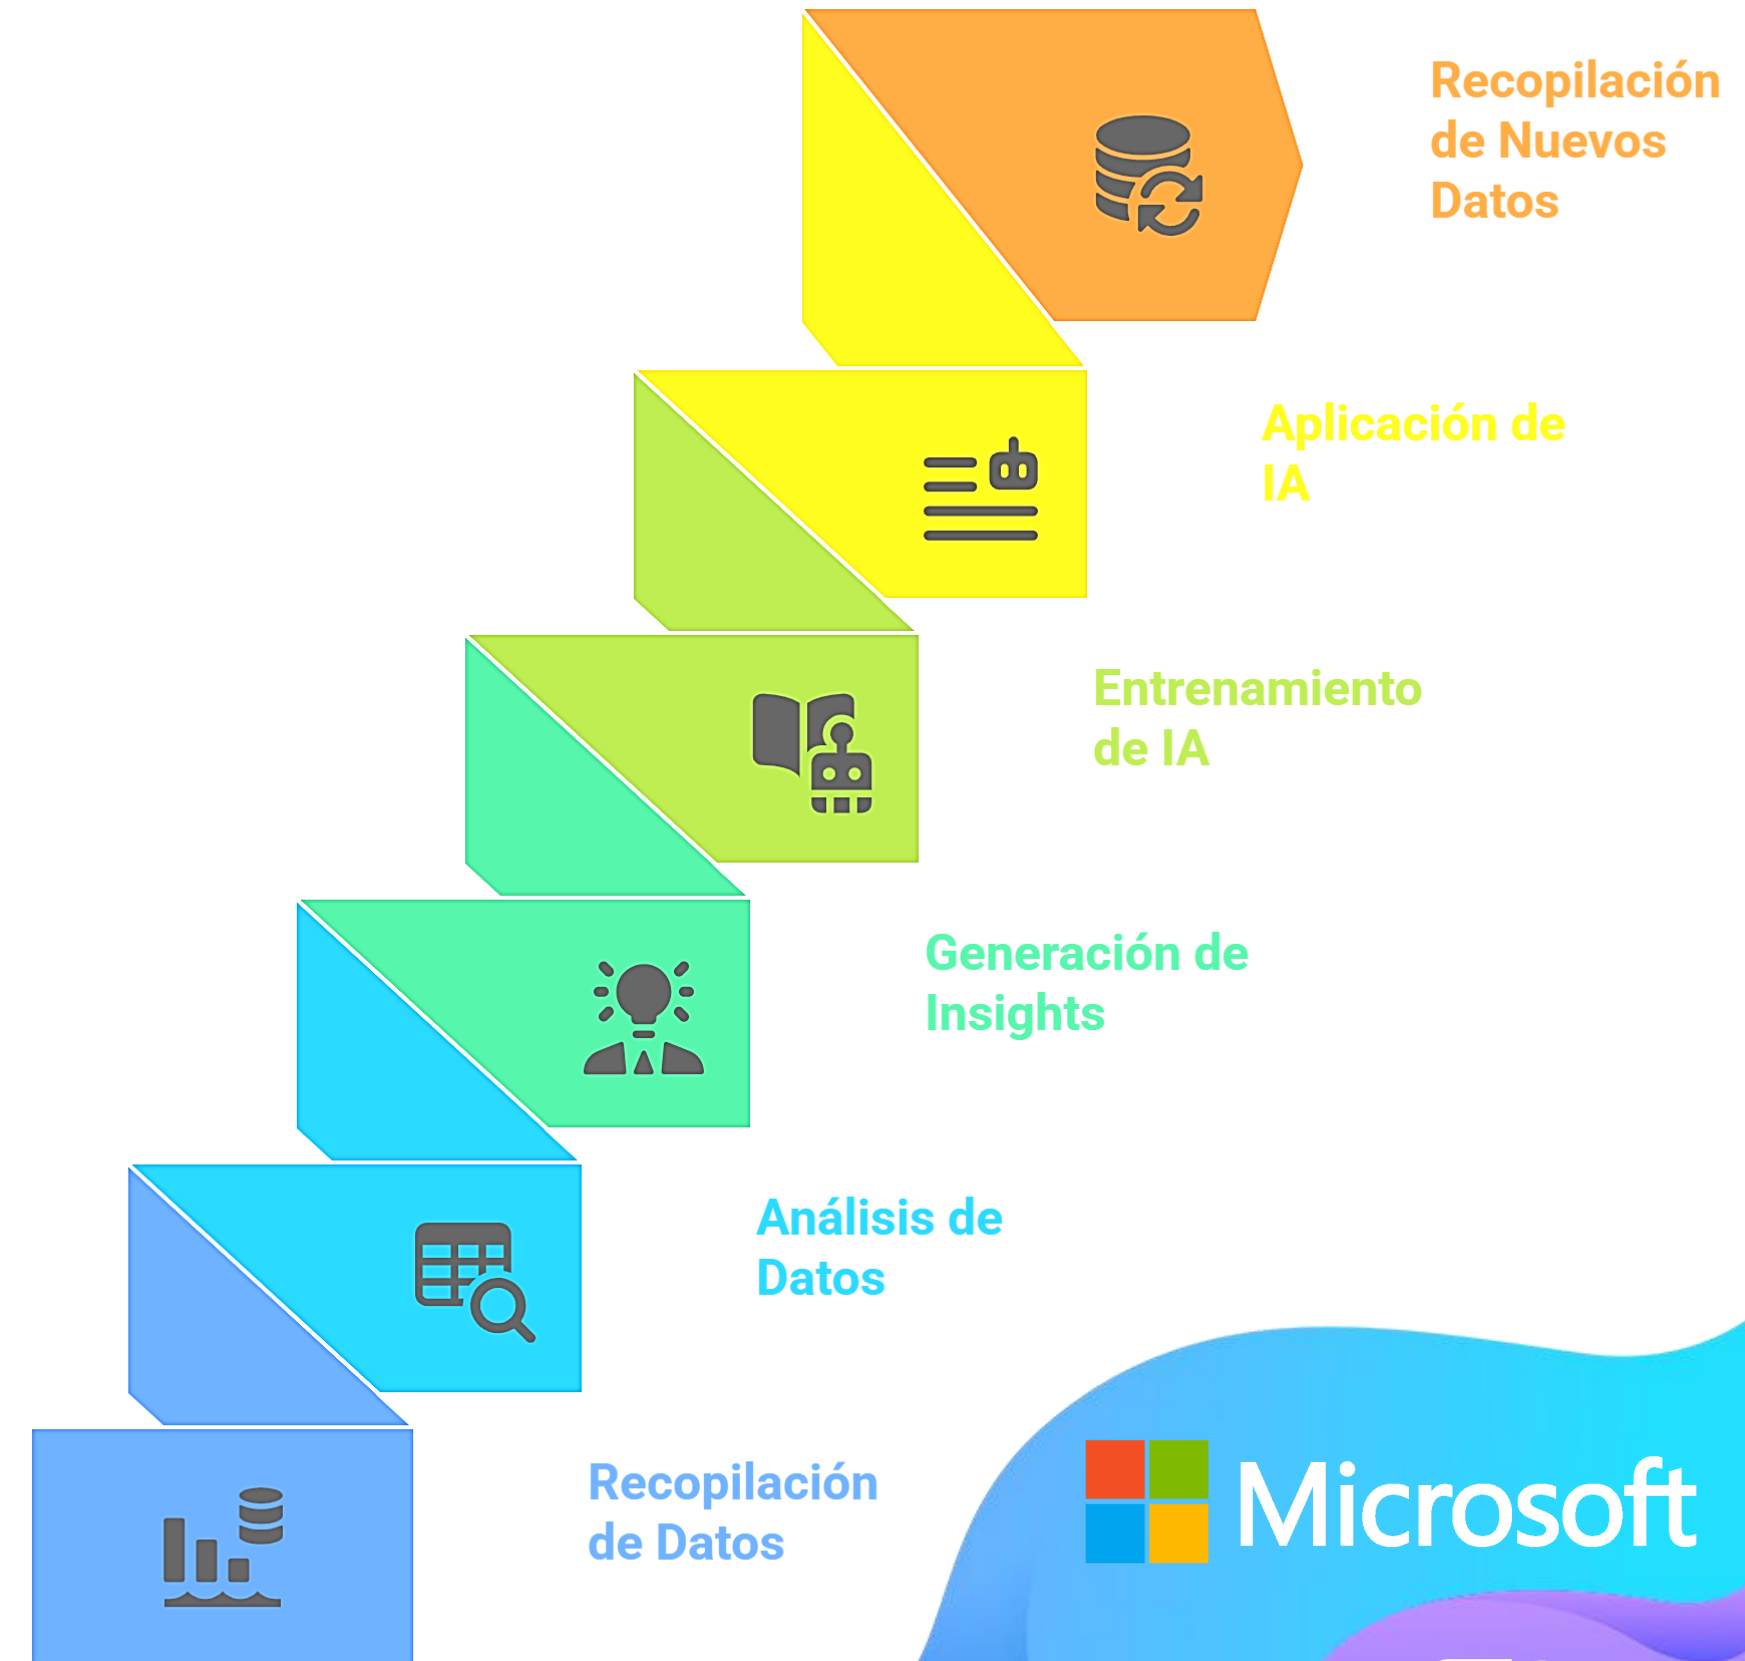 Recopilación
de Nuevos
Datos
Aplicación de
IA
Entrenamiento
de IA
Generación de
Insights
Análisis de
Datos
Recopilación
de Datos
Microsoft